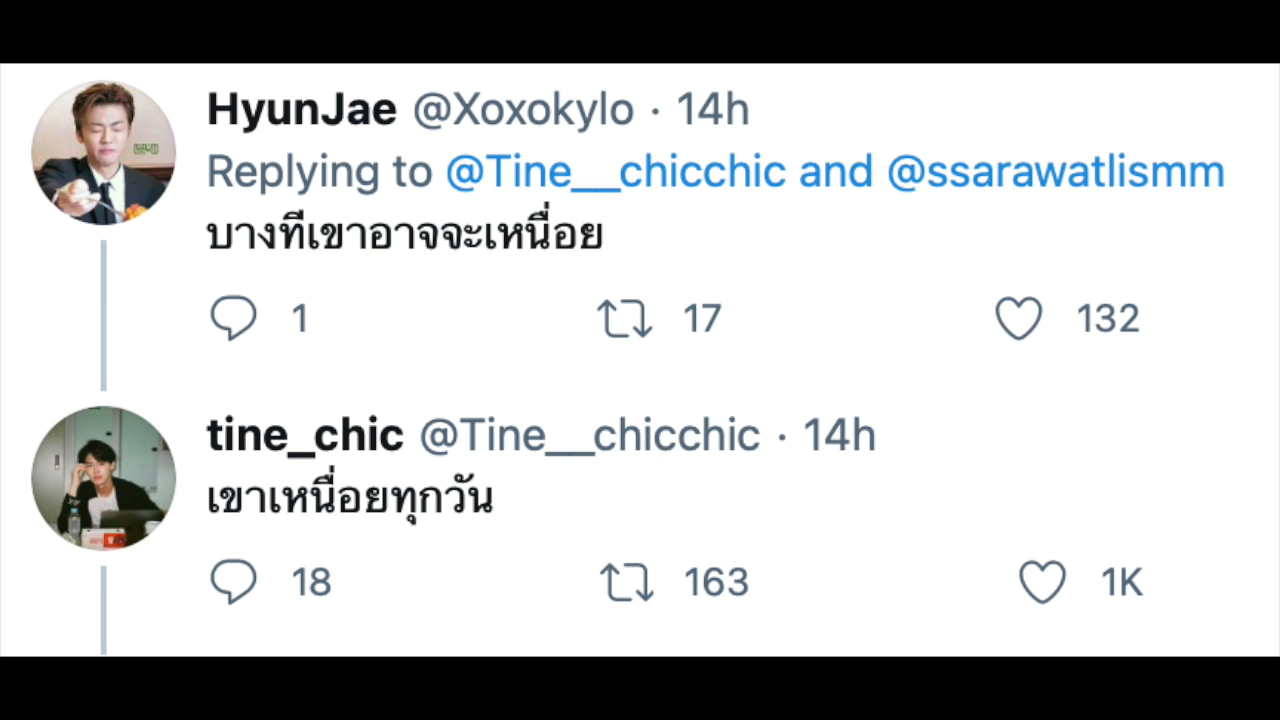 HyunJae @Xoxokylo · 14h
Replying to @Tine__chicchic and @ssarawatlismm
บางทีเขาอาจจะเหนื่อย
1 17 132
tine_chic @Tine__chicchic · 14h
เขาเหนื่อยทุกวัน
18 163 1K